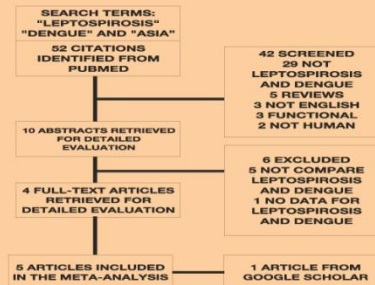 SEARCH TERMS:
"LEPTOSPIROSIS"
"DENGUE" AND "ASIA"
52 CITATIONS
IDENTIFIED FROM
PUBMED
42 SCREENED
29 NOT
LEPTOSPIROSIS
AND DENGUE
5 REVIEWS
3 NOT ENGLISH
3 FUNCTIONAL
2 NOT HUMAN
10 ABSTRACTS RETRIEVED
FOR DETAILED
EVALUATION
6 EXCLUDED
5 NOT COMPARE
LEPTOSPIROSIS
AND DENGUE
1 NO DATA FOR
LEPTOSPIROSIS
AND DENGUE
4 FULL-TEXT ARTICLES
RETRIEVED FOR
DETAILED EVALUATION
5 ARTICLES INCLUDED
IN THE META-ANALYSIS
1 ARTICLE FROM
GOOGLE SCHOLAR